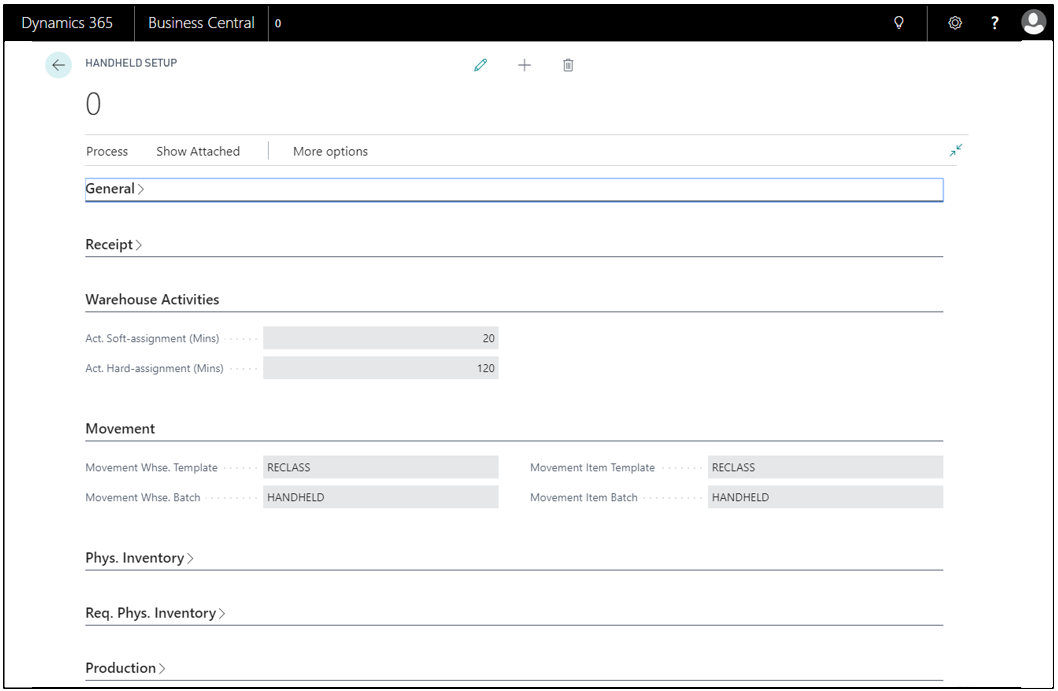 Dynamics 365 Business Central 0 ?
HANDHELD SETUP
0
Process Show Attached More options
General
Receipt
Warehouse Activities
Act. Soft-assignment (Mins) 20
Act. Hard-assignment (Mins) 120
Movement
Movement Whse. Template RECLASS Movement Item Template RECLASS
Movement Whse. Batch HANDHELD Movement Item Batch HANDHELD
Phys. Inventory
Req. Phys. Inventory
Production